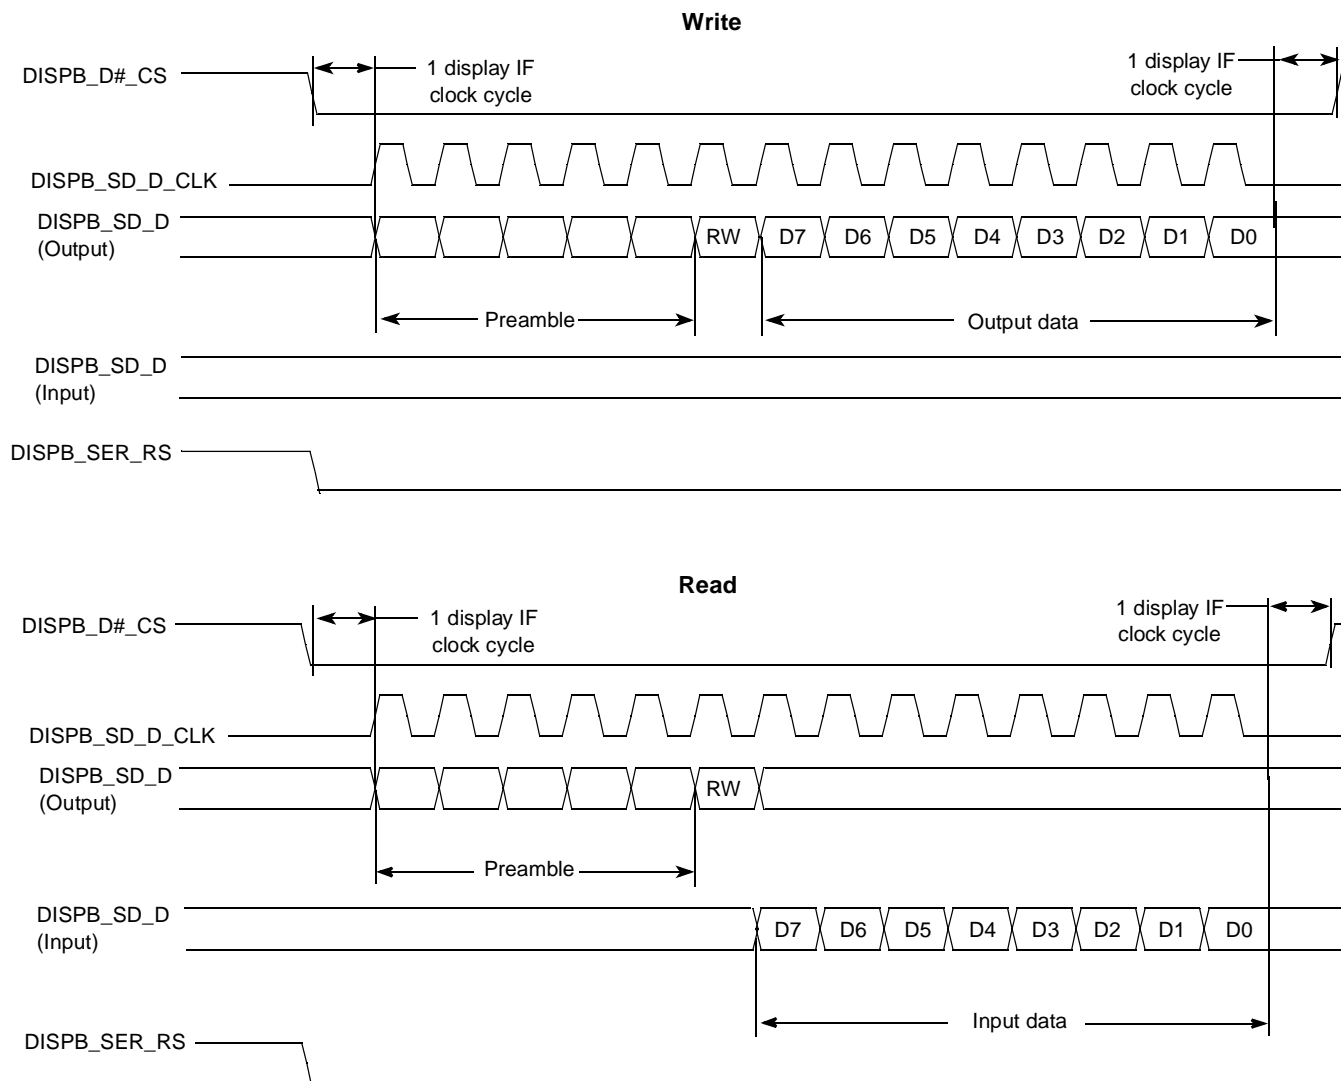 Write
DISPB_D#_CS
1 display IF
clock cycle
1 display IF
clock cycle
DISPB_SD_D_CLK
DISPB_SD_D
(Output)
RW D7 D6 D5 D4 D3 D2 D1 D0
Preamble
Output data
DISPB_SD_D
(Input)
DISPB_SER_RS
Read
DISPB_D#_CS
1 display IF
clock cycle
1 display IF
clock cycle
DISPB_SD_D_CLK
DISPB_SD_D
(Output)
RW
Preamble
DISPB_SD_D
(Input)
D7 D6 D5 D4 D3 D2 D1 D0
Input data
DISPB_SER_RS